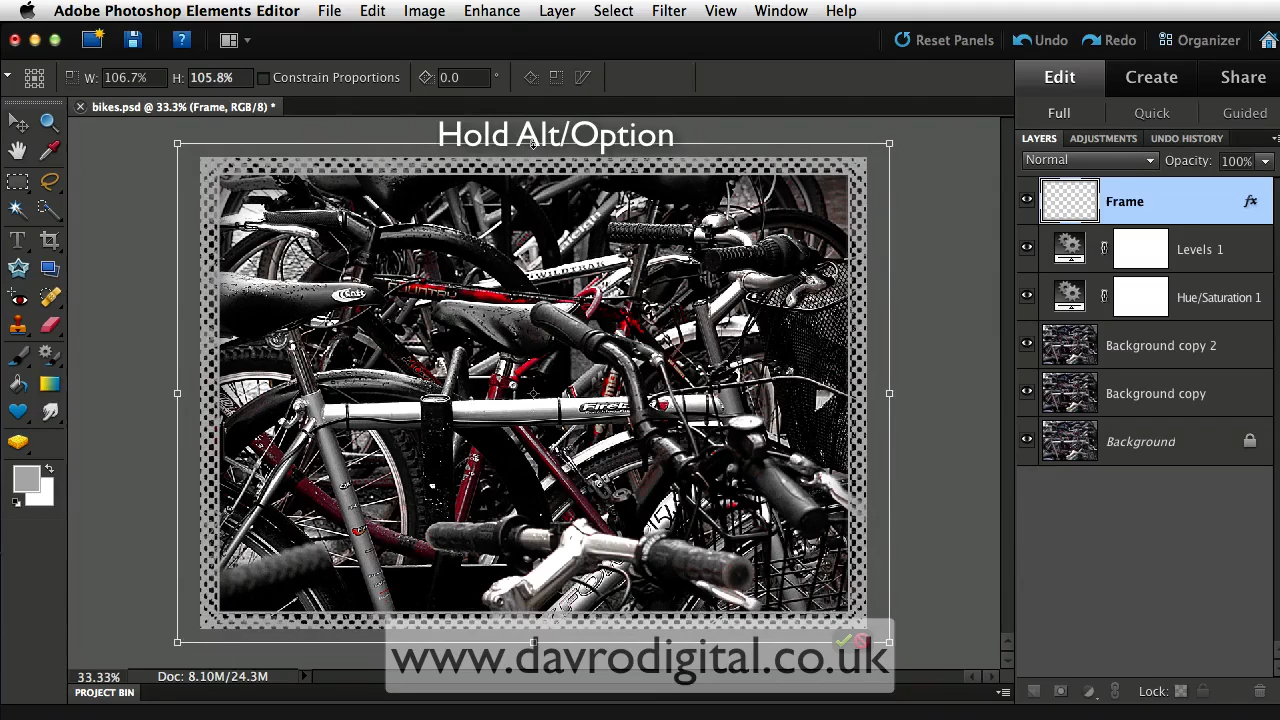 Adobe Photoshop Elements Editor File Edit Image Enhance Layer Select Filter View Window Help
Reset Panels Undo Redo Organizer
W: 106.7% H: 105.8% Constrain Proportions 0.0 °
Edit Create Share
bikes.psd @ 33.3% (Frame, RGB/8) *
Full Quick Guided
Hold Alt/Option
LAYERS ADJUSTMENTS UNDO HISTORY
Normal Opacity: 100%
Frame fx
Levels 1
Hue/Saturation 1
Background copy 2
Background copy
Background
www.davrodigital.co.uk
33.33% Doc: 8.10M/24.3M
PROJECT BIN
Lock: